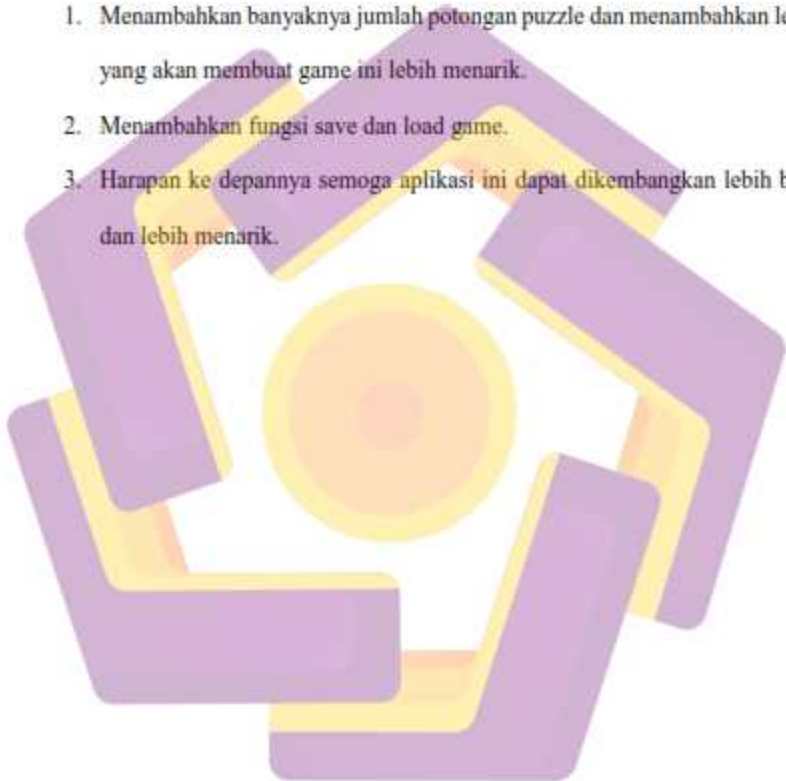 1. Menambahkan banyaknya jumlah potongan puzzle dan menambahkan
yang akan membuat game ini lebih menarik.
2. Menambahkan fungsi save dan load game.
3. Harapan ke depannya semoga aplikasi ini dapat dikembangkan lebih
dan lebih menarik.